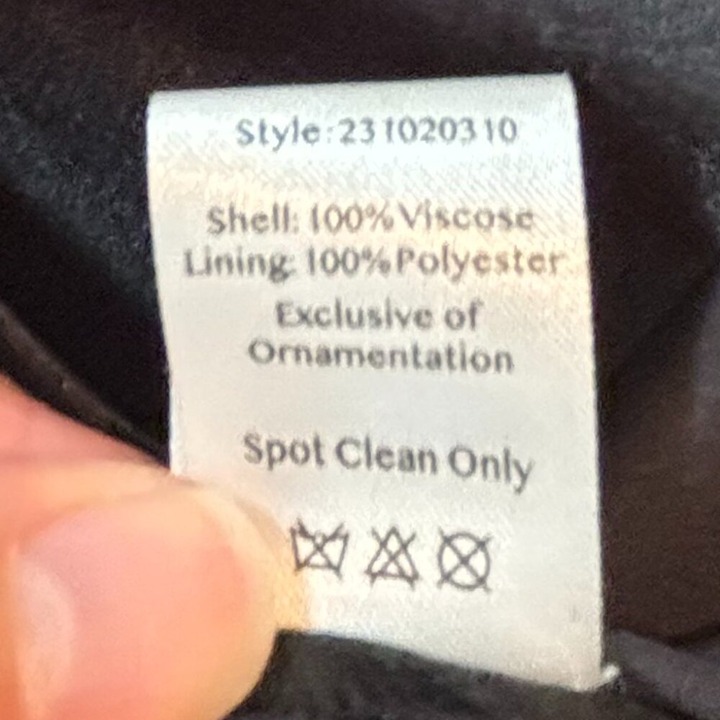 Style:231020310
Shell: 100% Viscose
Lining: 100% Polyester
Exclusive of
Ornamentation
Spot Clean Only